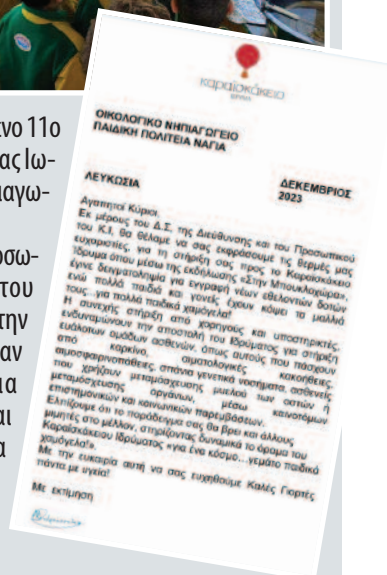 νο 11ο
ας Ιω-
αγω-
οσω-
του
την
αν
α
αι
α
καραϊσκάκειο
ίδρυμα
ΟΙΚΟΛΟΓΙΚΟ ΝΗΠΙΑΓΩΓΕΙΟ
ΠΑΙΔΙΚΗ ΠΟΛΙΤΕΙΑ ΝΑΓΙΑ
ΛΕΥΚΩΣΙΑ
ΔΕΚΕΜΒΡΙΟΣ
2023
Αγαπητοί Κύριοι,
Εκ μέρους του Δ.Σ, της Διεύθυνσης και του Προσωπικού
του Κ.Ι, θα θέλαμε να σας εκφράσουμε τις θερμές μας
ευχαριστίες, για τη στήριξη σας προς το Καραϊσκάκειο
Ίδρυμα όπου μέσω της εκδήλωσης «Στην Μπουκλοχώρα»,
έγινε δειγματοληψία για εγγραφή νέων εθελοντών δοτών
ενώ πολλά παιδιά και γονείς έχουν κόψει τα μαλλιά
τους...για πολλά παιδικά χαμόγελα!
Η συνεχής στήριξη από χορηγούς και υποστηρικτές,
ενδυναμώνουν την αποστολή του Ιδρύματος για στήριξη
ευάλωτων ομάδων ασθενών, όπως αυτούς που πάσχουν
από καρκίνο, αιματολογικές κακοήθειες,
αιμοσφαιρινοπάθειες, σπάνια γενετικά νοσήματα, ασθενείς
που χρήζουν μεταμόσχευσης μυελού των οστών ή
μεταμόσχευσης οργάνων, μέσω καινοτόμων
επιστημονικών και κοινωνικών παρεμβάσεων.
Ελπίζουμε ότι το παράδειγμα σας θα βρει και άλλους
μιμητές στο μέλλον, στηρίζοντας δυναμικά το όραμα του
Καραϊσκάκειου Ιδρύματος «για ένα κόσμο...γεμάτο παιδικά
χαμόγελα!».
Με την ευκαιρία αυτή να σας ευχηθούμε Καλές Γιορτές
πάντα με υγεία!
Με εκτίμηση